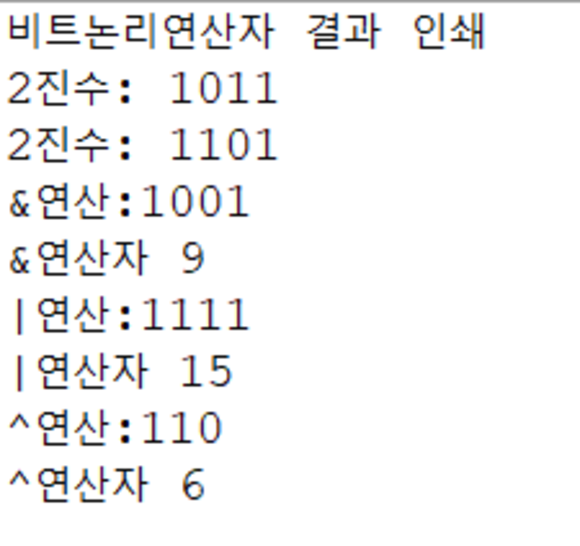 비트논리연산자 결과 인쇄
2진수: 1011
2진수: 1101
&연산:1001
&연산자 9
|연산:1111
|연산자 15
^연산:110
^연산자 6